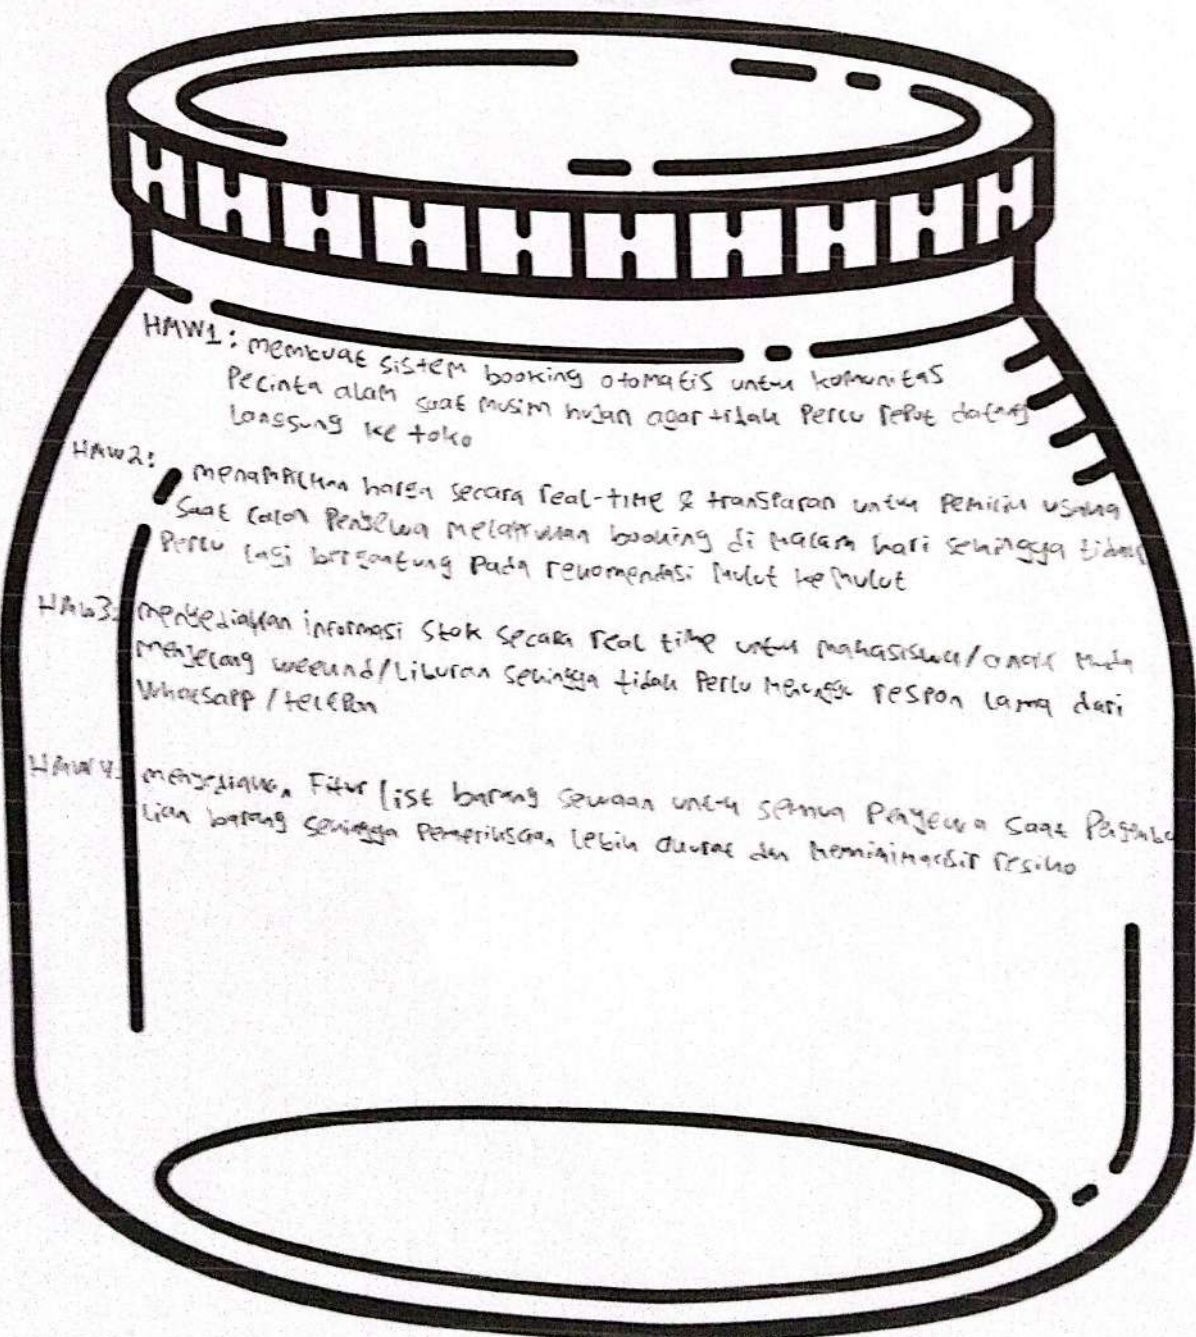 HMW1: membuat sistem booking otomatis untuk komunitas
Pecinta alam saat musim hujan agar tidak perlu repot datang
langsung ke toko
HMW2: menampilkan harga secara real-time & transparan untuk pemilik usaha
saat calon penyewa melakukan booking di malam hari sehingga tidak
perlu lagi bergantung pada rekomendasi mulut ke mulut
HMW3: menyediakan informasi stok secara real time untuk mahasiswa/anak muda
menjelang weekend/liburan sehingga tidak perlu menunggu respon lama dari
Whatsapp/telepon
HMW4: menyediakan Fitur list barang sewaan untuk semua penyewa saat pengemba
lian barang sehingga pemeriksaan lebih akurat dan meminimalisir resiko